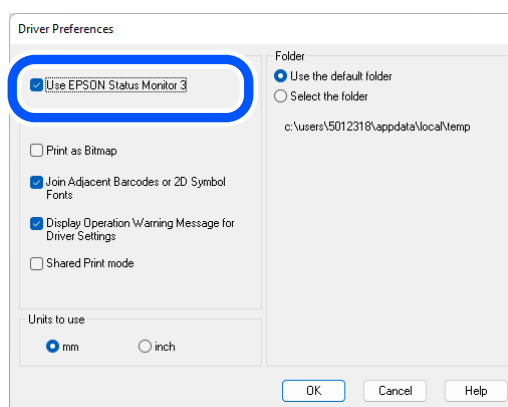 Driver Preferences
Use EPSON Status Monitor 3
Print as Bitmap
Join Adjacent Barcodes or 2D Symbol
Fonts
Display Operation Warning Message for
Driver Settings
Shared Print mode
Units to use
mm
inch
Folder
Use the default folder
Select the folder
c:\users\5012318\appdata\local\temp
OK
Cancel
Help